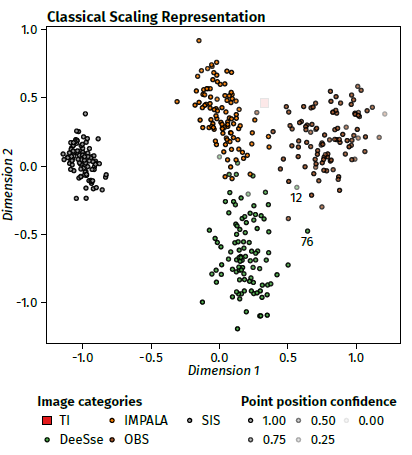 Classical Scaling Representation
Dimension 2
1.0
0.5
0.0
-0.5
-1.0
12
76
-1.0 -0.5 0.0 0.5 1.0
Dimension 1
Image categories Point position confidence
TI IMPALA SIS 1.00 0.50 0.00
DeeSse OBS 0.75 0.25